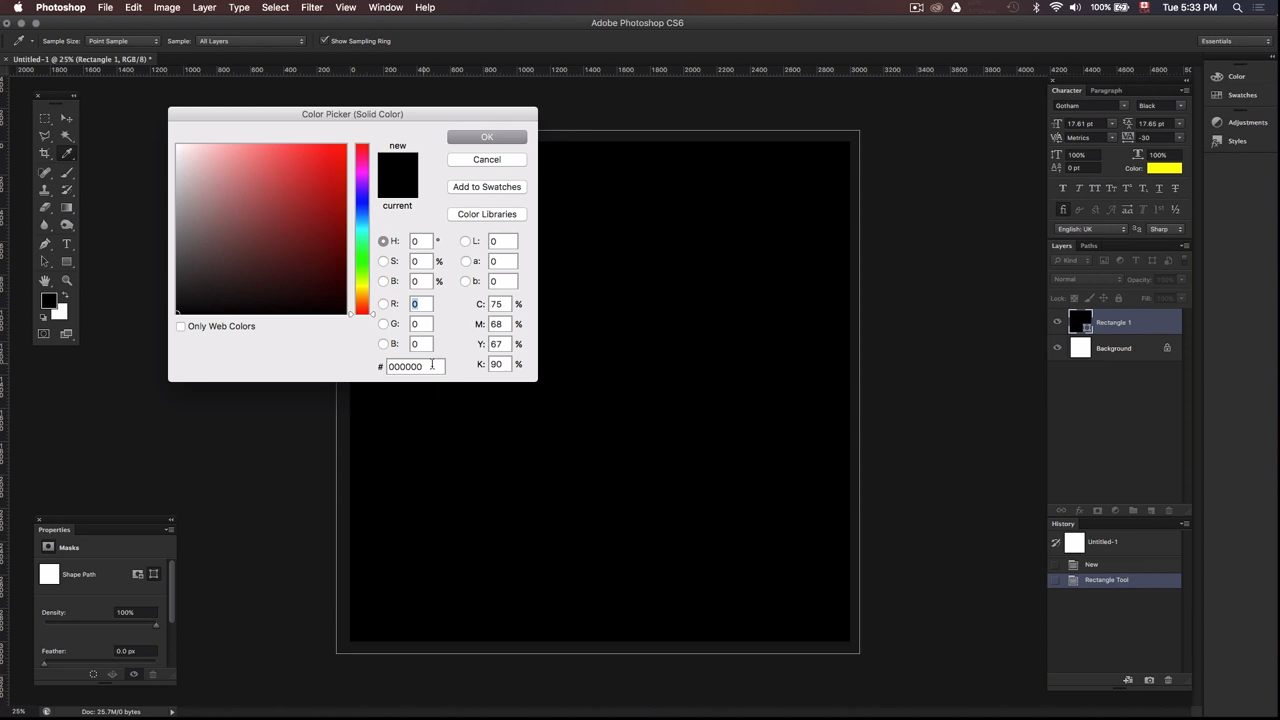 Photoshop File Edit Image Layer Type Select Filter View Window Help 100% Tue 5:33 PM
Adobe Photoshop CS6
Sample Size: Point Sample Sample: All Layers Show Sampling Ring Essentials
Untitled-1 @ 25% (Rectangle 1, RGB/8) *
2000 1800 1600 1400 1200 1000 800 600 400 200 0 200 400 600 800 1000 1200 1400 1600 1800 2000 2200 2400 2600 2800 3000 3200 3400 3600 3800 4000 4200 4400 4600 4800
Color Picker (Solid Color)
new
current
OK
Cancel
Add to Swatches
Color Libraries
H: 0 ° L: 0
S: 0 % a: 0
B: 0 % b: 0
R: 0 C: 75 %
G: 0 M: 68 %
B: 0 Y: 67 %
# 000000 K: 90 %
Only Web Colors
Character Paragraph
Gotham Black
17.61 pt 17.65 pt
Metrics -30
100% 100%
0 pt Color:
English: UK Sharp
Layers Paths
Kind
Normal Opacity:
Lock: Fill:
Rectangle 1
Background
History
Untitled-1
New
Rectangle Tool
Color
Swatches
Adjustments
Styles
Properties
Masks
Shape Path
Density: 100%
Feather: 0.0 px
25% Doc: 25.7M/0 bytes